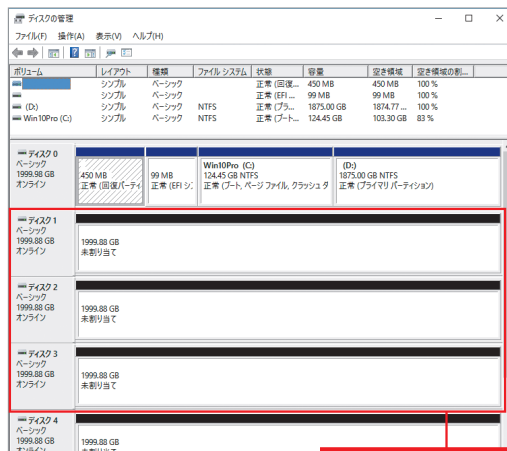 ディスクの管理
ファイル(F) 操作(A) 表示(V) ヘルプ(H)
ボリューム レイアウト 種類 ファイル システム 状態 容量 空き領域 空き領域の割...
シンプル ベーシック 正常 (回復... 450 MB 450 MB 100 %
シンプル ベーシック 正常 (EFI ... 99 MB 99 MB 100 %
(D:) シンプル ベーシック NTFS 正常 (プラ... 1875.00 GB 1874.77 ... 100 %
Win10Pro (C:) シンプル ベーシック NTFS 正常 (ブート... 124.45 GB 103.30 GB 83 %
ディスク 0
ベーシック
1999.98 GB
オンライン
450 MB
正常 (回復パーティ
99 MB
正常 (EFI シ
Win10Pro (C:)
124.45 GB NTFS
正常 (ブート, ページ ファイル, クラッシュ ダ
(D:)
1875.00 GB NTFS
正常 (プライマリ パーティション)
ディスク 1
ベーシック
1999.88 GB
オンライン
1999.88 GB
未割り当て
ディスク 2
ベーシック
1999.88 GB
オンライン
1999.88 GB
未割り当て
ディスク 3
ベーシック
1999.88 GB
オンライン
1999.88 GB
未割り当て
ディスク 4
ベーシック
1999.88 GB
オンライン
1999.88 GB
未割り当て